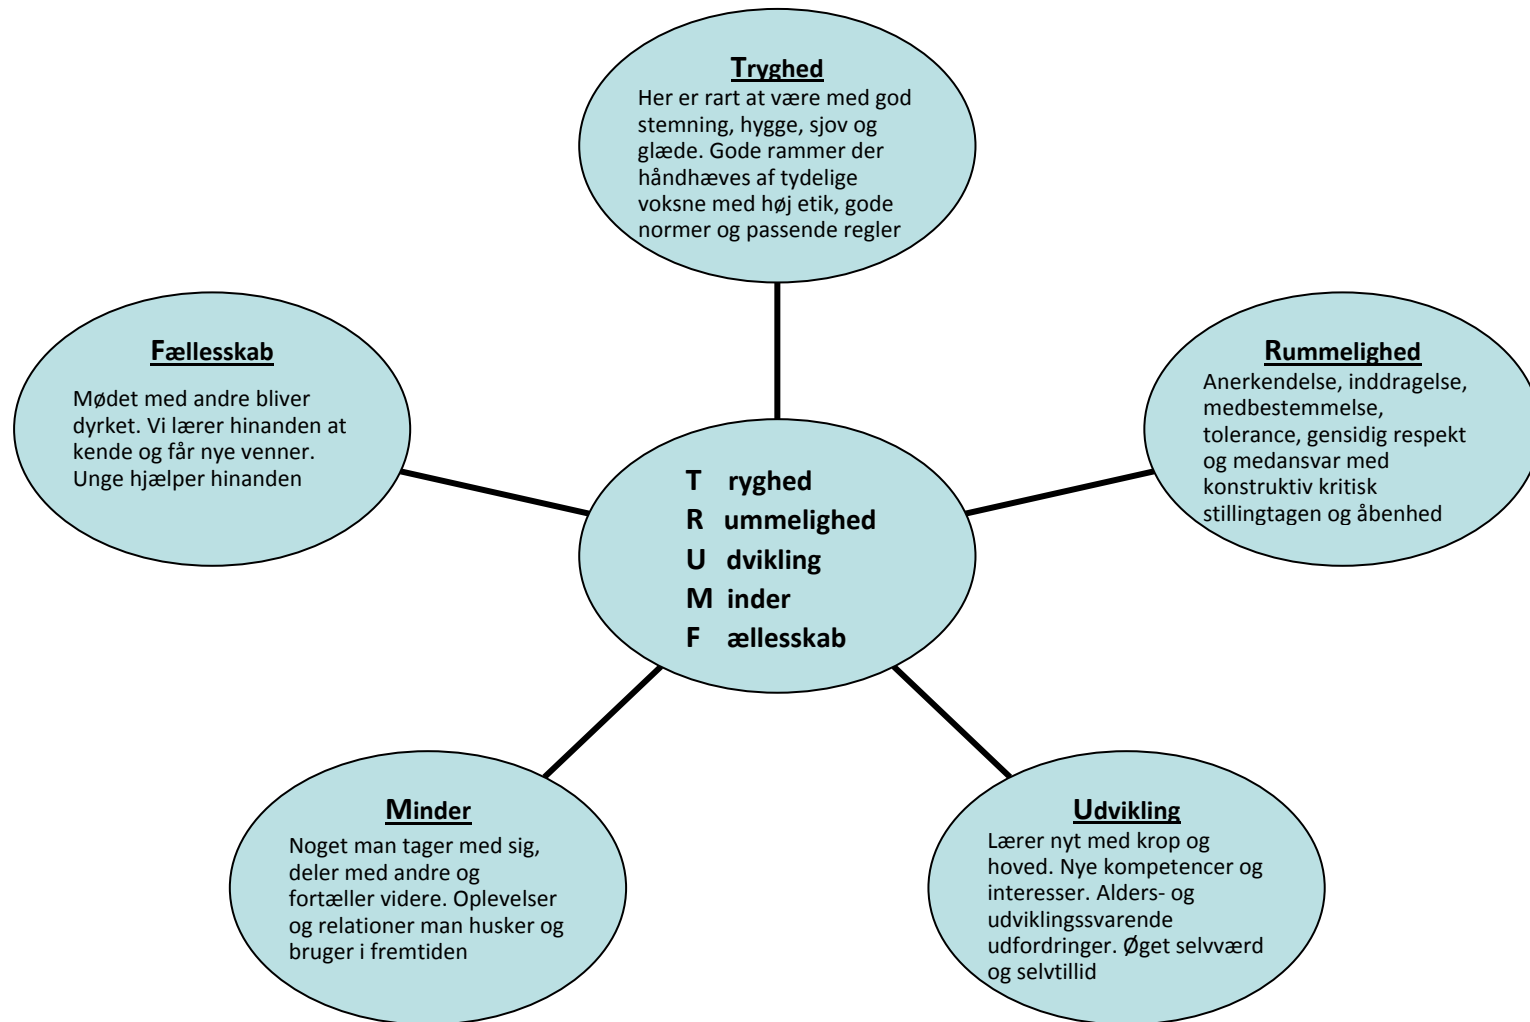 Tryghed
Her er rart at være med god
stemning, hygge, sjov og
glæde. Gode rammer der
håndhæves af tydelige
voksne med høj etik, gode
normer og passende regler
Fællesskab
Mødet med andre bliver
dyrket. Vi lærer hinanden at
kende og får nye venner.
Unge hjælper hinanden
Rummelighed
Anerkendelse, inddragelse,
medbestemmelse,
tolerance, gensidig respekt
og medansvar med
konstruktiv kritisk
stillingtagen og åbenhed
T ryghed
R ummelighed
U dvikling
M inder
F ællesskab
Minder
Noget man tager med sig,
deler med andre og
fortæller videre. Oplevelser
og relationer man husker og
bruger i fremtiden
Udvikling
Lærer nyt med krop og
hoved. Nye kompetencer og
interesser. Alders- og
udviklingssvarende
udfordringer. Øget selvværd
og selvtillid